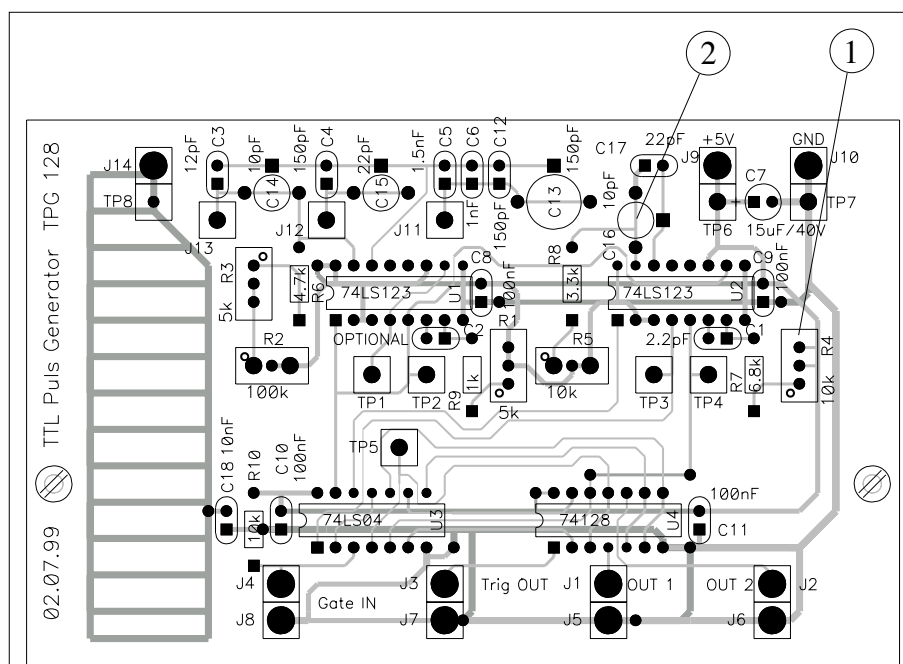 2
1
TTL Puls Generator TPG 128
02.07.99
J14
TP8
12pF
C3
10pF
C14
150pF
C4
22pF
C15
1.5nF
C5
C6
C12
1nF
150pF
150pF
C13
C17
22pF
10pF
C16
+5V
J9
TP6
C7
15uF/40V
GND
J10
TP7
J13
J12
J11
R3
5k
4.7k
R6
74LS123
U1
C8
100nF
R8
3.3k
74LS123
U2
C9
100nF
R2
100k
OPTIONAL
C2
R1
5k
R5
10k
2.2pF
C1
R4
10k
TP1
TP2
R9
1k
TP3
TP4
R7
6.8k
TP5
C18
10nF
R10
10k
C10
100nF
74LS04
U3
74128
U4
100nF
C11
J4
J8
Gate IN
J3
J7
Trig OUT
J1
J5
OUT 1
OUT 2
J2
J6